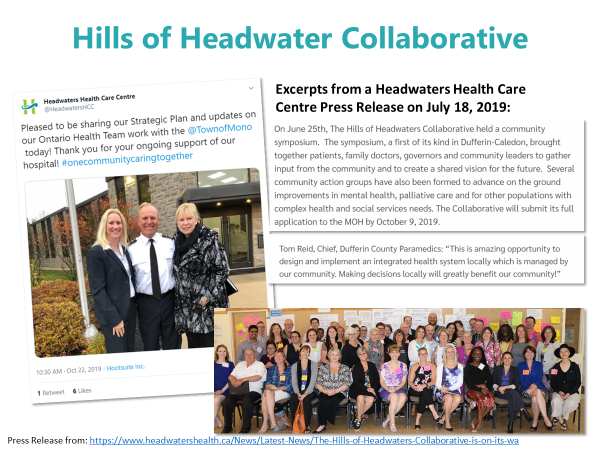 Hills of Headwater Collaborative
Headwaters Health Care Centre
@HeadwatersHCC
Pleased to be sharing our Strategic Plan and updates on
our Ontario Health Team work with the @TownofMono
today! Thank you for your ongoing support of our
hospital! #onecommunitycaringtogether
10:30 AM · Oct 22, 2019 · Hootsuite Inc.
1 Retweet 6 Likes
Excerpts from a Headwaters Health Care
Centre Press Release on July 18, 2019:
On June 25th, The Hills of Headwaters Collaborative held a community
symposium. The symposium, a first of its kind in Dufferin-Caledon, brought
together patients, family doctors, governors and community leaders to gather
input from the community and to create a shared vision for the future. Several
community action groups have also been formed to advance on the ground
improvements in mental health, palliative care and for other populations with
complex health and social services needs. The Collaborative will submit its full
application to the MOH by October 9, 2019.
Tom Reid, Chief, Dufferin County Paramedics: “This is amazing opportunity to
design and implement an integrated health system locally which is managed by
our community. Making decisions locally will greatly benefit our community!”
Press Release from: https://www.headwatershealth.ca/News/Latest-News/The-Hills-of-Headwaters-Collaborative-is-on-its-wa